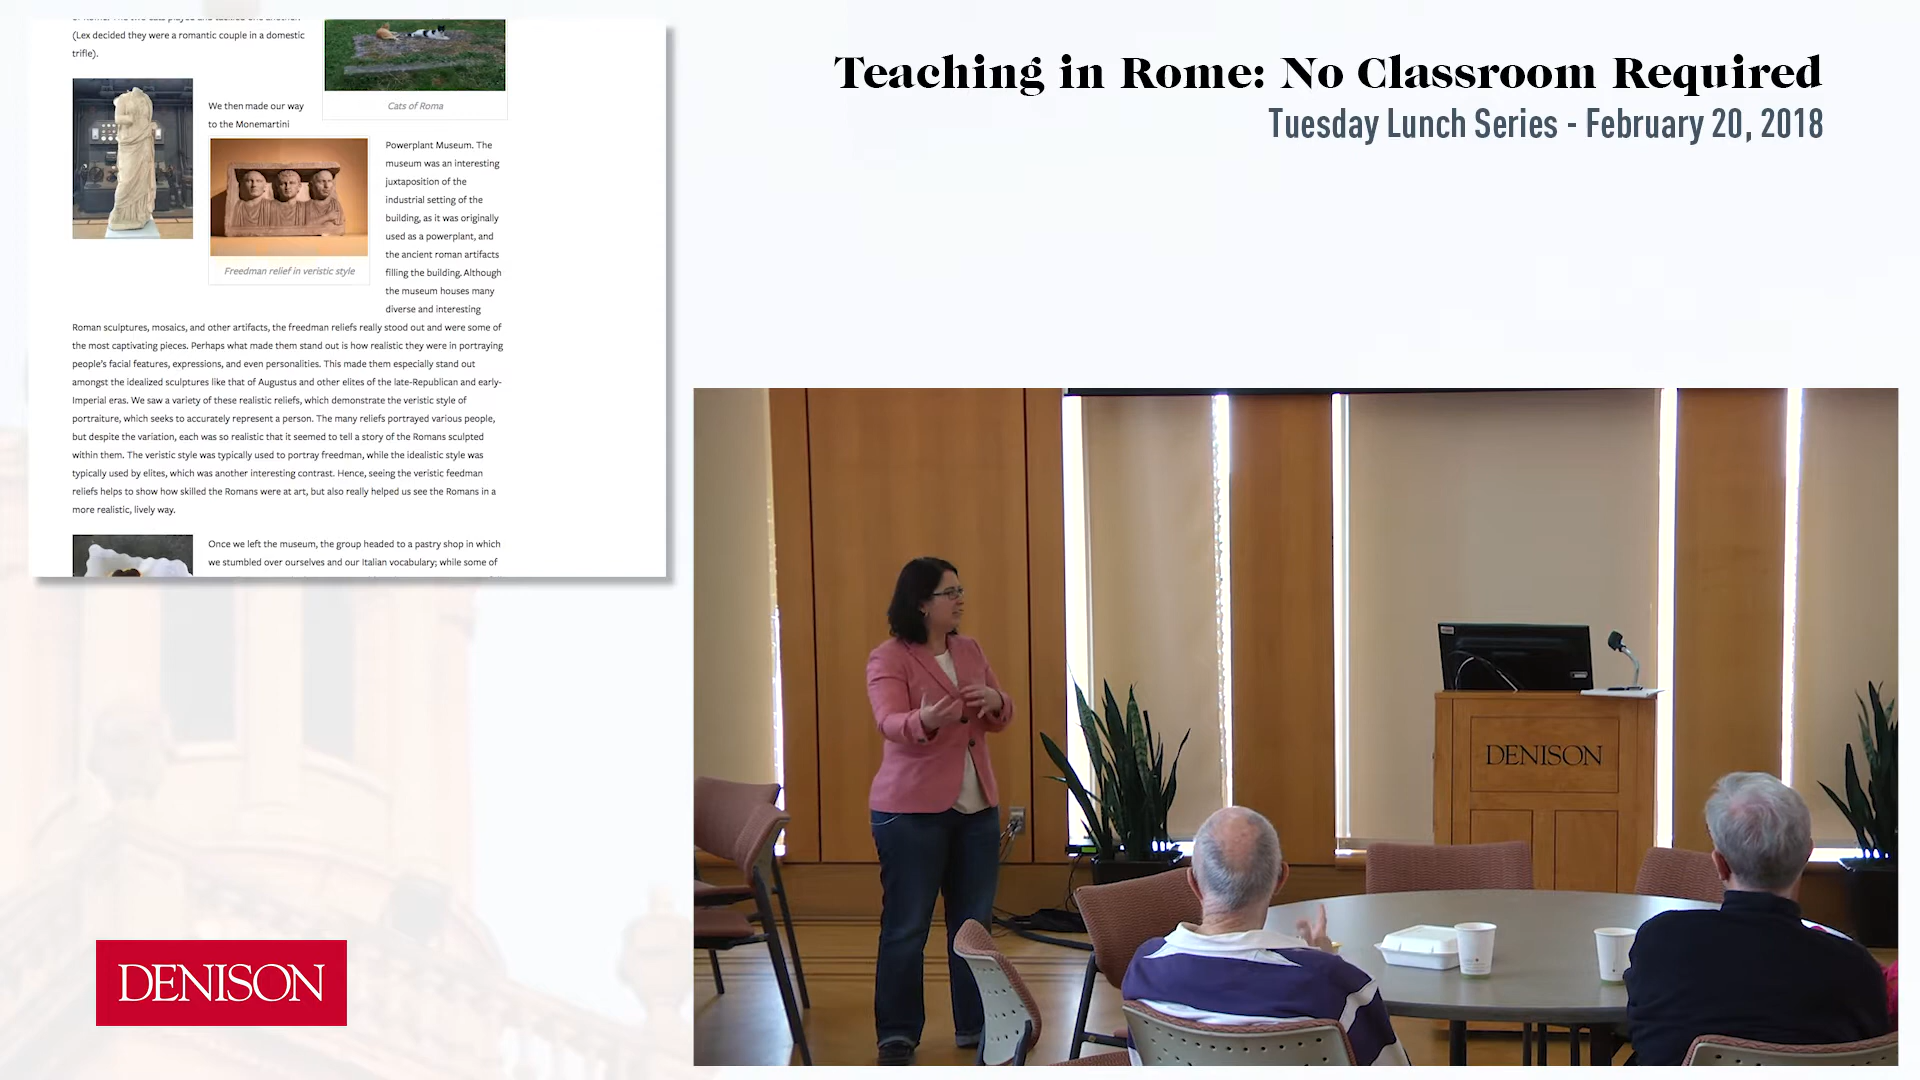 (Lex decided they were a romantic couple in a domestic
trifle).
Cats of Roma
We then made our way
to the Monemartini
Freedman relief in veristic style
Powerplant Museum. The
museum was an interesting
juxtaposition of the
industrial setting of the
building, as it was originally
used as a powerplant, and
the ancient roman artifacts
filling the building. Although
the museum houses many
diverse and interesting
Roman sculptures, mosaics, and other artifacts, the freedman reliefs really stood out and were some of
the most captivating pieces. Perhaps what made them stand out is how realistic they were in portraying
people's facial features, expressions, and even personalities. This made them especially stand out
amongst the idealized sculptures like that of Augustus and other elites of the late-Republican and early-
Imperial eras. We saw a variety of these realistic reliefs, which demonstrate the veristic style of
portraiture, which seeks to accurately represent a person. The many reliefs portrayed various people,
but despite the variation, each was so realistic that it seemed to tell a story of the Romans sculpted
within them. The veristic style was typically used to portray freedman, while the idealistic style was
typically used by elites, which was another interesting contrast. Hence, seeing the veristic feedman
reliefs helps to show how skilled the Romans were at art, but also really helped us see the Romans in a
more realistic, lively way.
Once we left the museum, the group headed to a pastry shop in which
we stumbled over ourselves and our Italian vocabulary; while some of
Teaching in Rome: No Classroom Required
Tuesday Lunch Series - February 20, 2018
DENISON
DENISON